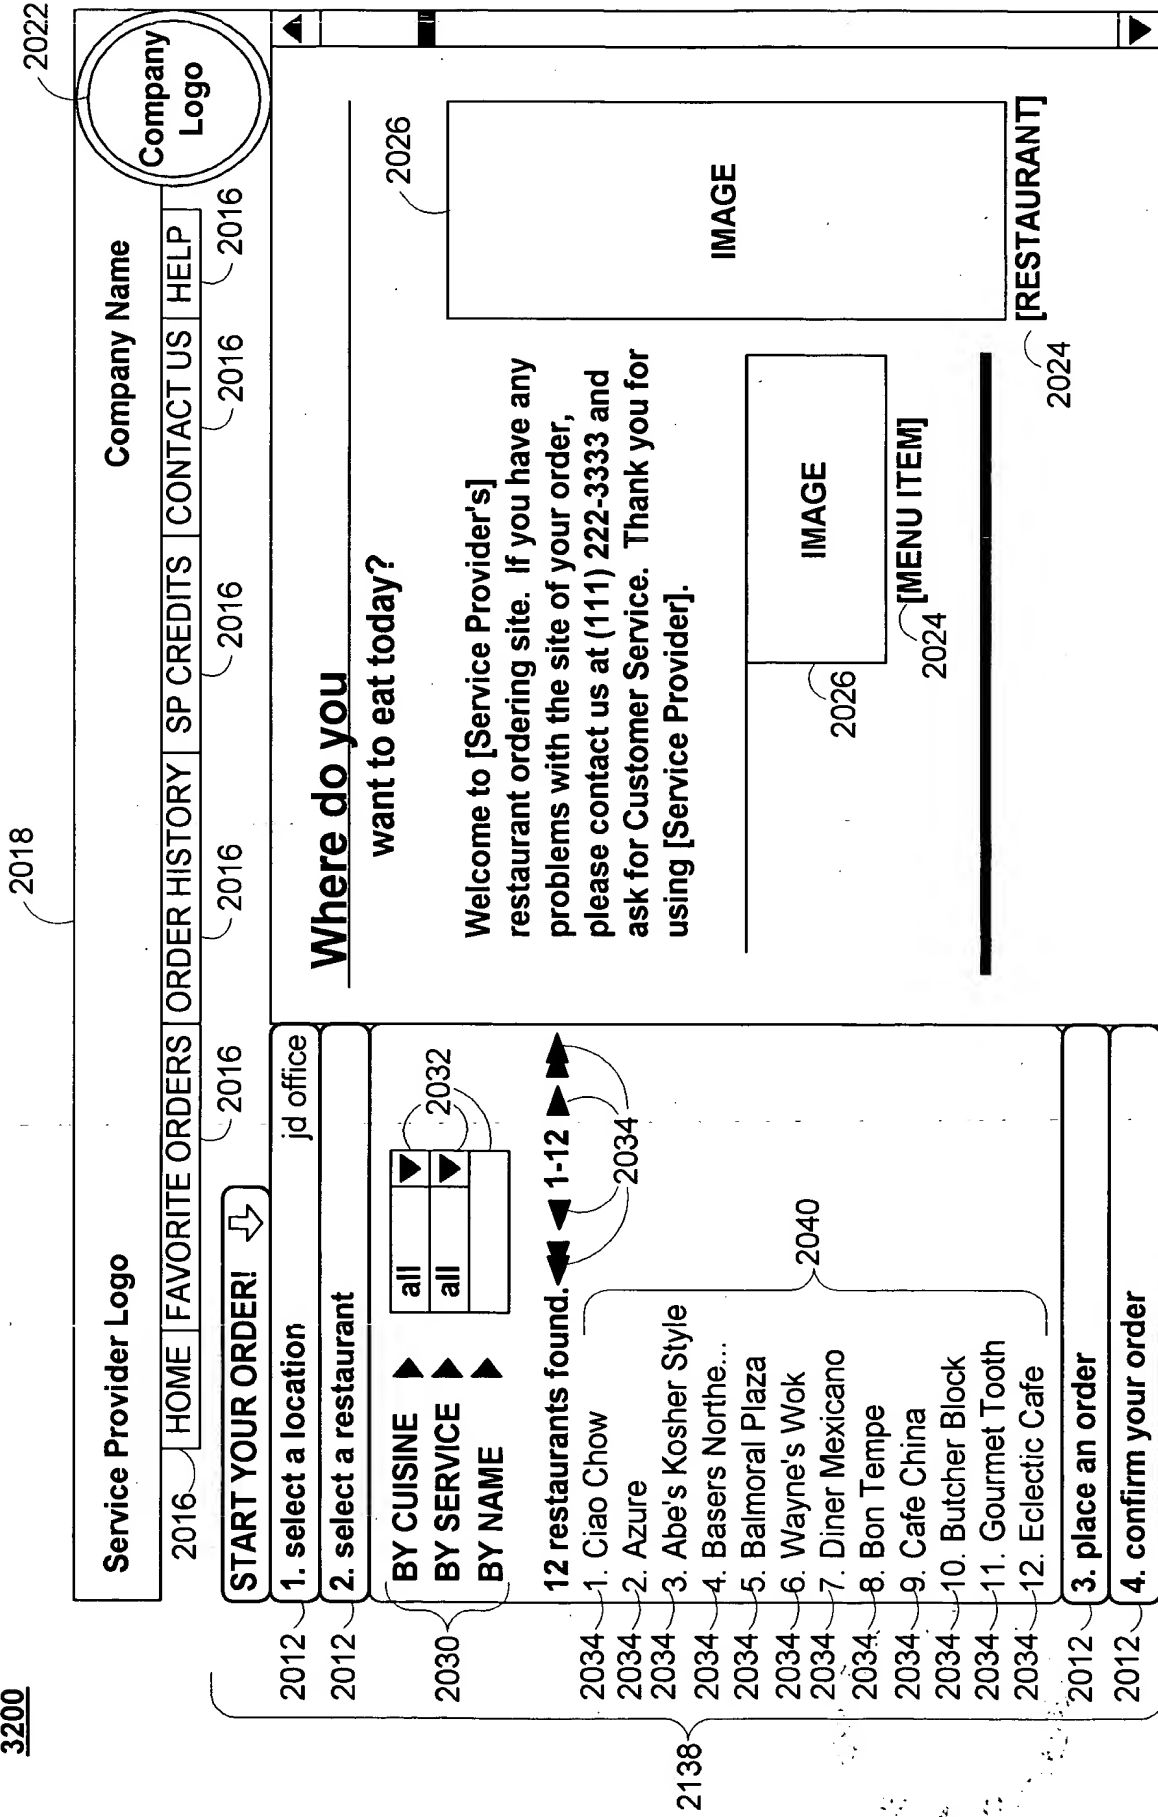 3200
2018
2022
Service Provider Logo
Company Name
Company
Logo
HOME
FAVORITE ORDERS
ORDER HISTORY
SP CREDITS
CONTACT US
HELP
2016
2016
2016
2016
2016
2016
START YOUR ORDER!
2012
1. select a location
jd office
2012
2. select a restaurant
2030
BY CUISINE
all
BY SERVICE
all
BY NAME
2032
12 restaurants found.
1-12
2034
2034
1. Ciao Chow
2034
2. Azure
2034
3. Abe's Kosher Style
2034
4. Basers Northe...
2034
5. Balmoral Plaza
2034
6. Wayne's Wok
2034
7. Diner Mexicano
2034
8. Bon Tempe
2034
9. Cafe China
2034
10. Butcher Block
2034
11. Gourmet Tooth
2034
12. Eclectic Cafe
2040
2012
3. place an order
2012
4. confirm your order
2138
Where do you
want to eat today?
Welcome to [Service Provider's]
restaurant ordering site. If you have any
problems with the site of your order,
please contact us at (111) 222-3333 and
ask for Customer Service. Thank you for
using [Service Provider].
2026
IMAGE
[RESTAURANT]
2024
IMAGE
2026
[MENU ITEM]
2024